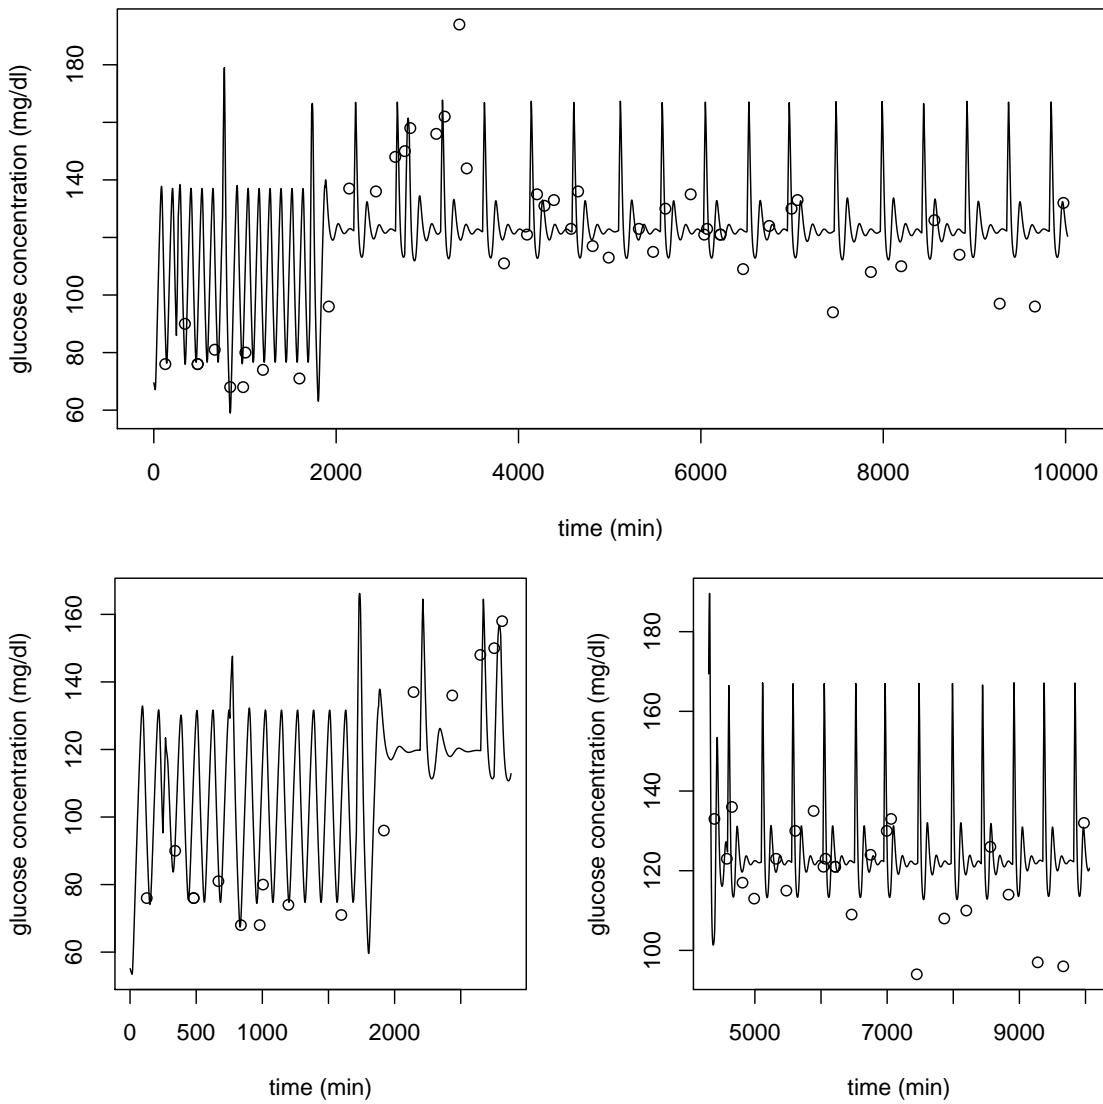 glucose concentration (mg/dl)
60 80 100 140 180
0 2000 4000 6000 8000 10000
time (min)
glucose concentration (mg/dl)
60 80 100 120 140 160
0 500 1000 2000
time (min)
glucose concentration (mg/dl)
100 120 140 160 180
5000 7000 9000
time (min)